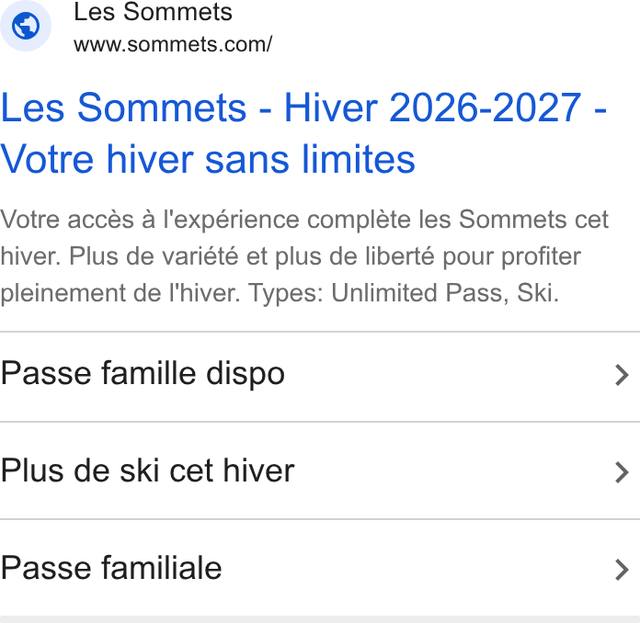 Les Sommets
www.sommets.com/
Les Sommets - Hiver 2026-2027 -
Votre hiver sans limites
Votre accès à l'expérience complète les Sommets cet
hiver. Plus de variété et plus de liberté pour profiter
pleinement de l'hiver. Types: Unlimited Pass, Ski.
Passe famille dispo
Plus de ski cet hiver
Passe familiale